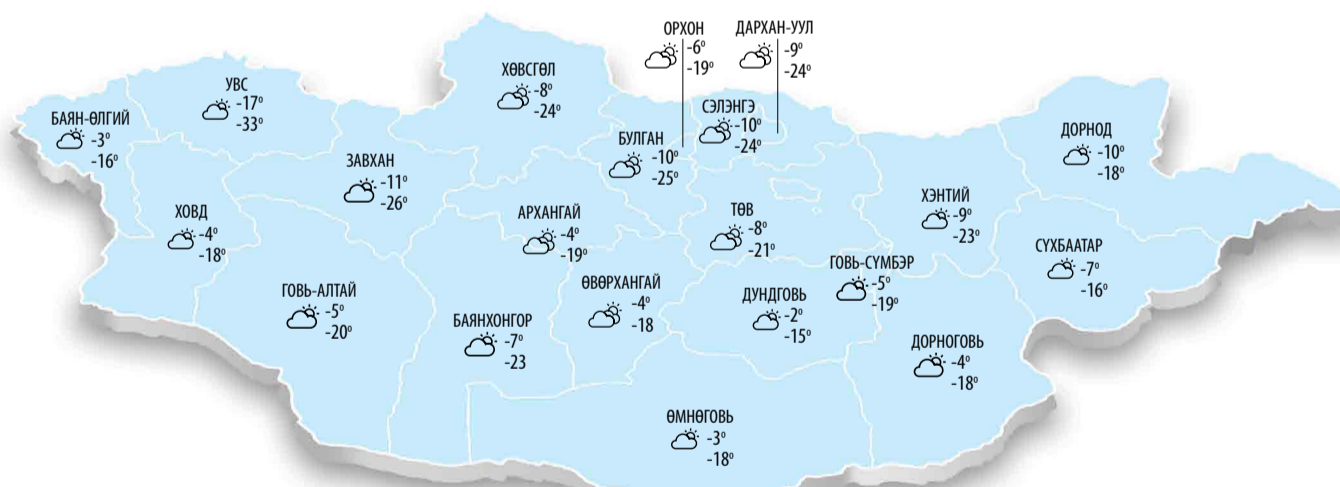 ОРХОН
-6°
-19°
ДАРХАН-УУЛ
-9°
-24°
ХӨВСГӨЛ
-8°
-24°
УВС
-17°
-33°
БАЯН-ӨЛГИЙ
-3°
-16°
СЭЛЭНГЭ
-10°
-24°
БУЛГАН
-10°
-25°
ДОРНОД
-10°
-18°
ЗАВХАН
-11°
-26°
ХОВД
-4°
-18°
АРХАНГАЙ
-4°
-19°
ТӨВ
-8°
-21°
ХЭНТИЙ
-9°
-23°
СҮХБААТАР
-7°
-16°
ГОВЬ-СҮМБЭР
-5°
-19°
ГОВЬ-АЛТАЙ
-5°
-20°
ӨВӨРХАНГАЙ
-4°
-18
ДУНДГОВЬ
-2°
-15°
БАЯНХОНГОР
-7°
-23
ДОРНОГОВЬ
-4°
-18°
ӨМНӨГОВЬ
-3°
-18°